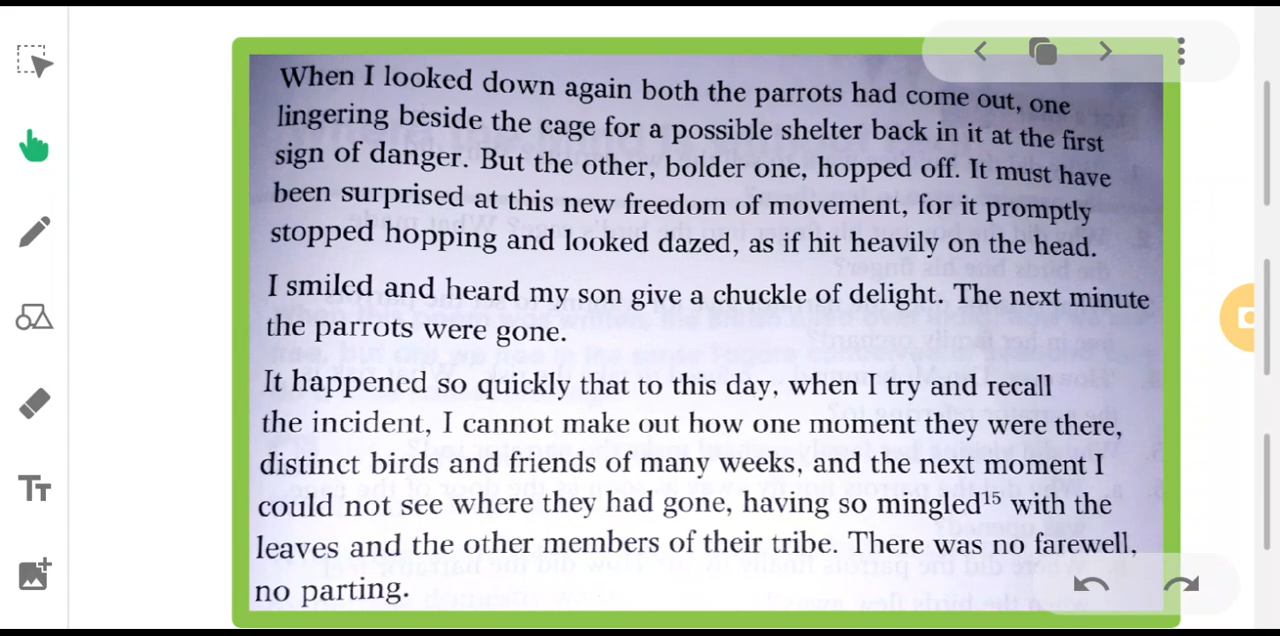 When I looked down again both the parrots had come out, one
lingering beside the cage for a possible shelter back in it at the first
sign of danger. But the other, bolder one, hopped off. It must have
been surprised at this new freedom of movement, for it promptly
stopped hopping and looked dazed, as if hit heavily on the head.
I smiled and heard my son give a chuckle of delight. The next minute
the parrots were gone.
It happened so quickly that to this day, when I try and recall
the incident, I cannot make out how one moment they were there,
distinct birds and friends of many weeks, and the next moment I
could not see where they had gone, having so mingled15 with the
leaves and the other members of their tribe. There was no farewell,
no parting.
TT